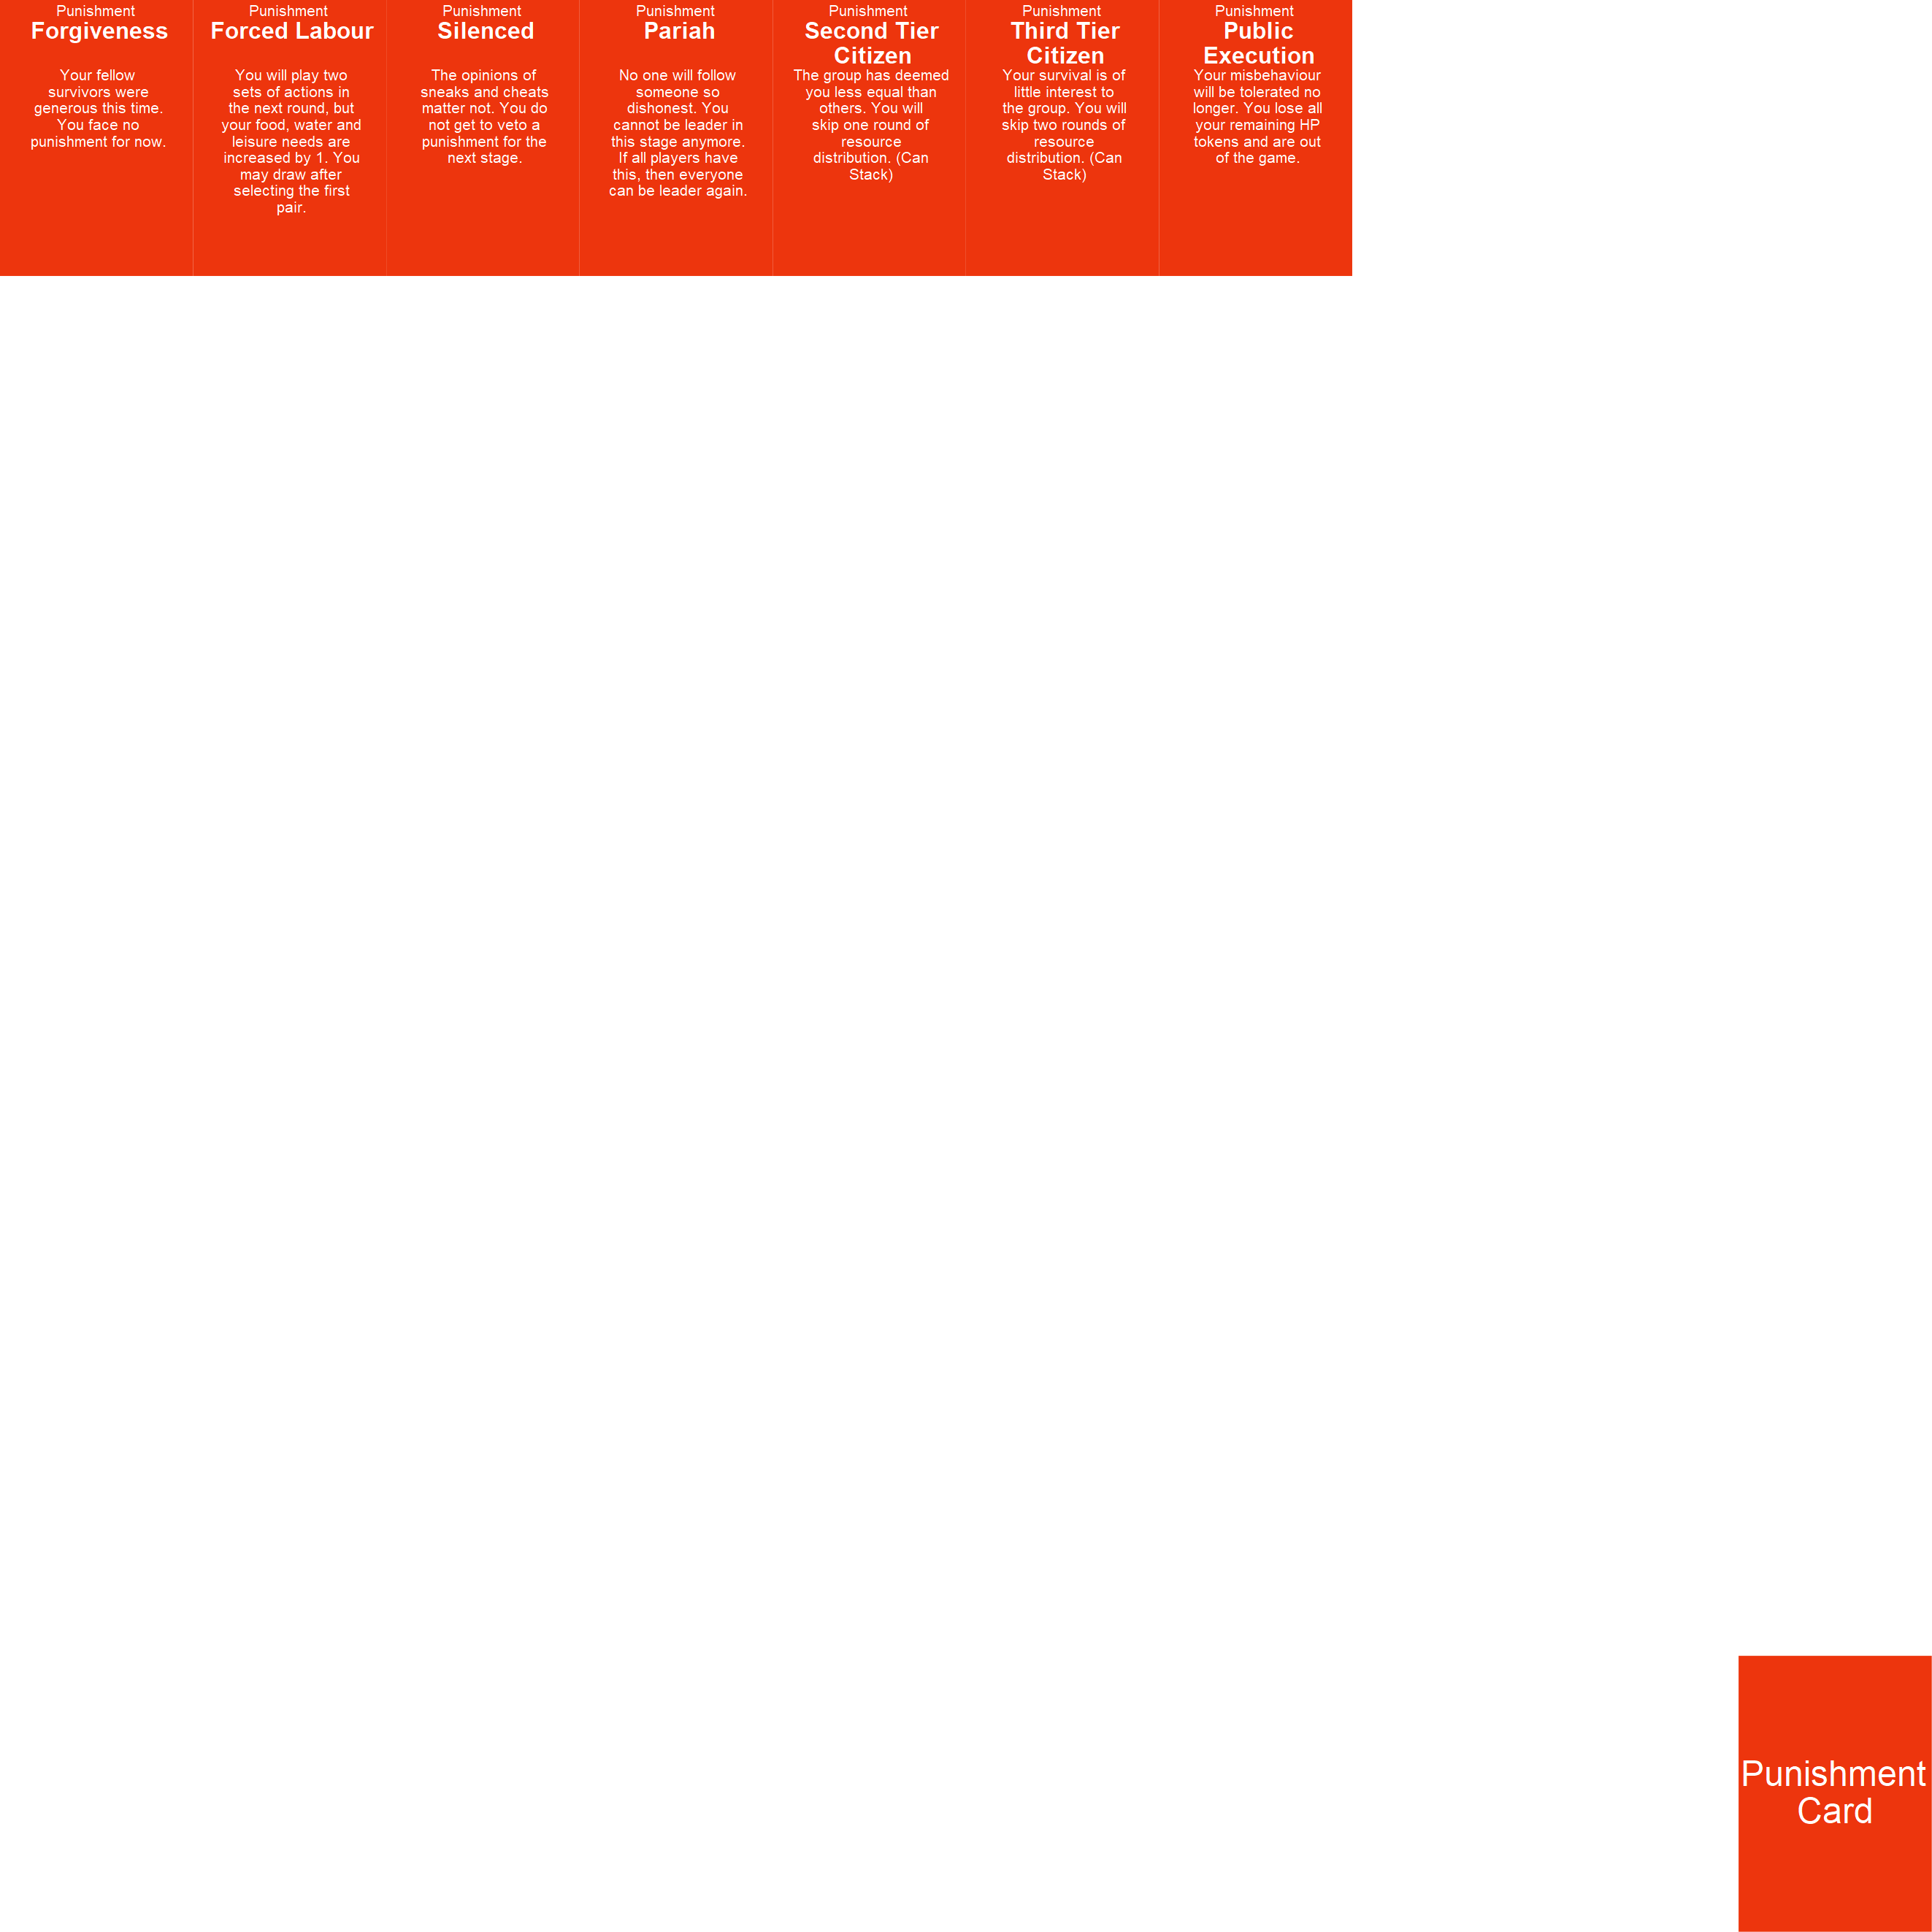 Punishment
Forgiveness
Your fellow
survivors were
generous this time.
You face no
punishment for now.
Punishment
Forced Labour
You will play two
sets of actions in
the next round, but
your food, water and
leisure needs are
increased by 1. You
may draw after
selecting the first
pair.
Punishment
Silenced
The opinions of
sneaks and cheats
matter not. You do
not get to veto a
punishment for the
next stage.
Punishment
Pariah
No one will follow
someone so
dishonest. You
cannot be leader in
this stage anymore.
If all players have
this, then everyone
can be leader again.
Punishment
Second Tier
Citizen
The group has deemed
you less equal than
others. You will
skip one round of
resource
distribution. (Can
Stack)
Punishment
Third Tier
Citizen
Your survival is of
little interest to
the group. You will
skip two rounds of
resource
distribution. (Can
Stack)
Punishment
Public
Execution
Your misbehaviour
will be tolerated no
longer. You lose all
your remaining HP
tokens and are out
of the game.
Punishment
Card